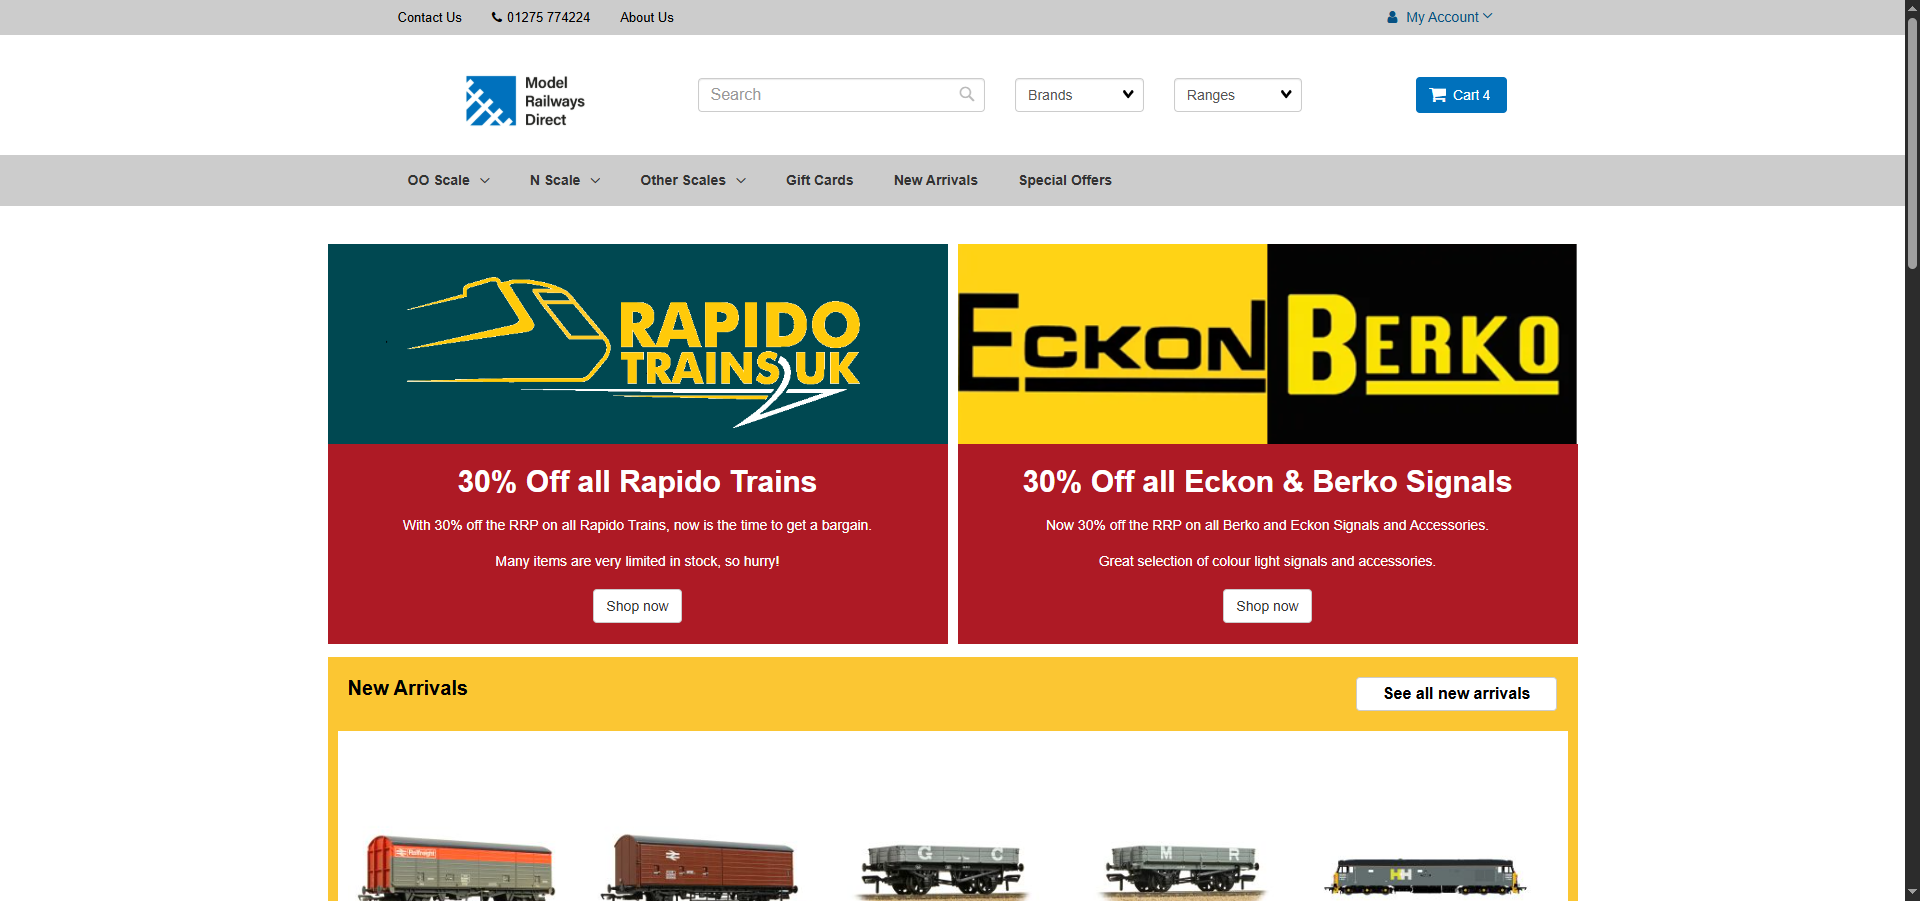 Contact Us
01275 774224
About Us
My Account
Model
Railways
Direct
Search
Brands
Ranges
Cart 4
OO Scale
N Scale
Other Scales
Gift Cards
New Arrivals
Special Offers
RAPIDO
TRAINS UK
ECKON
BERKO
30% Off all Rapido Trains
With 30% off the RRP on all Rapido Trains, now is the time to get a bargain.
Many items are very limited in stock, so hurry!
Shop now
30% Off all Eckon & Berko Signals
Now 30% off the RRP on all Berko and Eckon Signals and Accessories.
Great selection of colour light signals and accessories.
Shop now
New Arrivals
See all new arrivals
Railfreight
G C
M R
HH